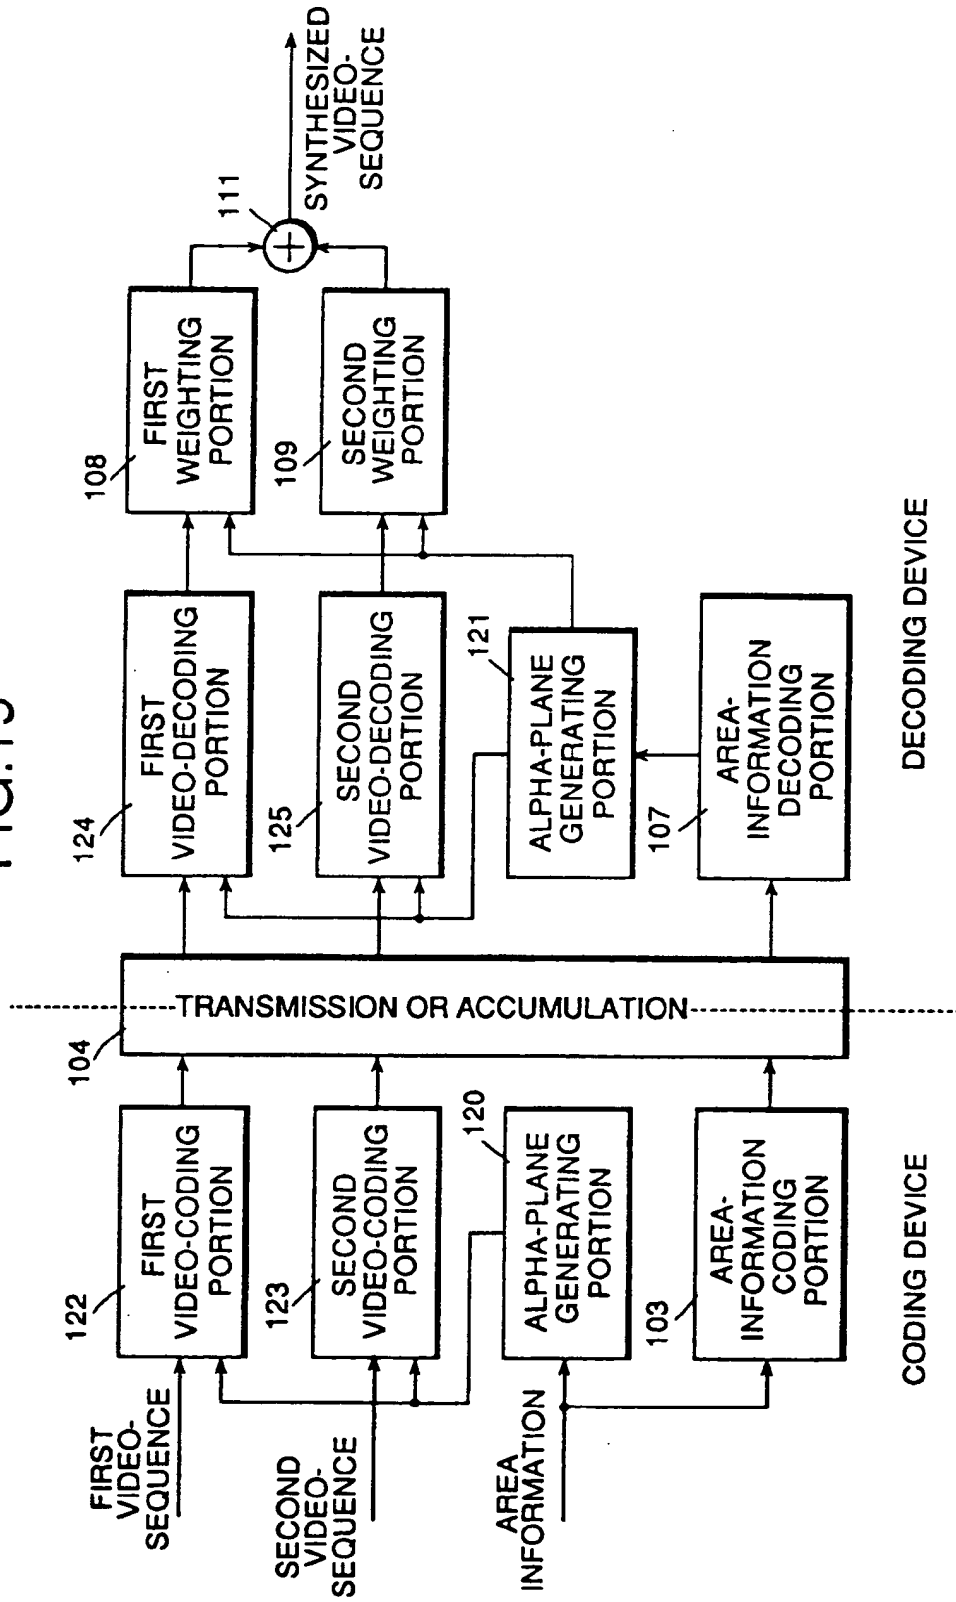 FIRST
VIDEO-
SEQUENCE
122
FIRST
VIDEO-CODING
PORTION
SECOND
VIDEO-
SEQUENCE
123
SECOND
VIDEO-CODING
PORTION
AREA
INFORMATION
120
ALPHA-PLANE
GENERATING
PORTION
103
AREA-
INFORMATION
CODING
PORTION
CODING DEVICE
104
TRANSMISSION OR ACCUMULATION
124
FIRST
VIDEO-DECODING
PORTION
125
SECOND
VIDEO-DECODING
PORTION
121
ALPHA-PLANE
GENERATING
PORTION
107
AREA-
INFORMATION
DECODING
PORTION
DECODING DEVICE
108
FIRST
WEIGHTING
PORTION
109
SECOND
WEIGHTING
PORTION
111
SYNTHESIZED
VIDEO-
SEQUENCE